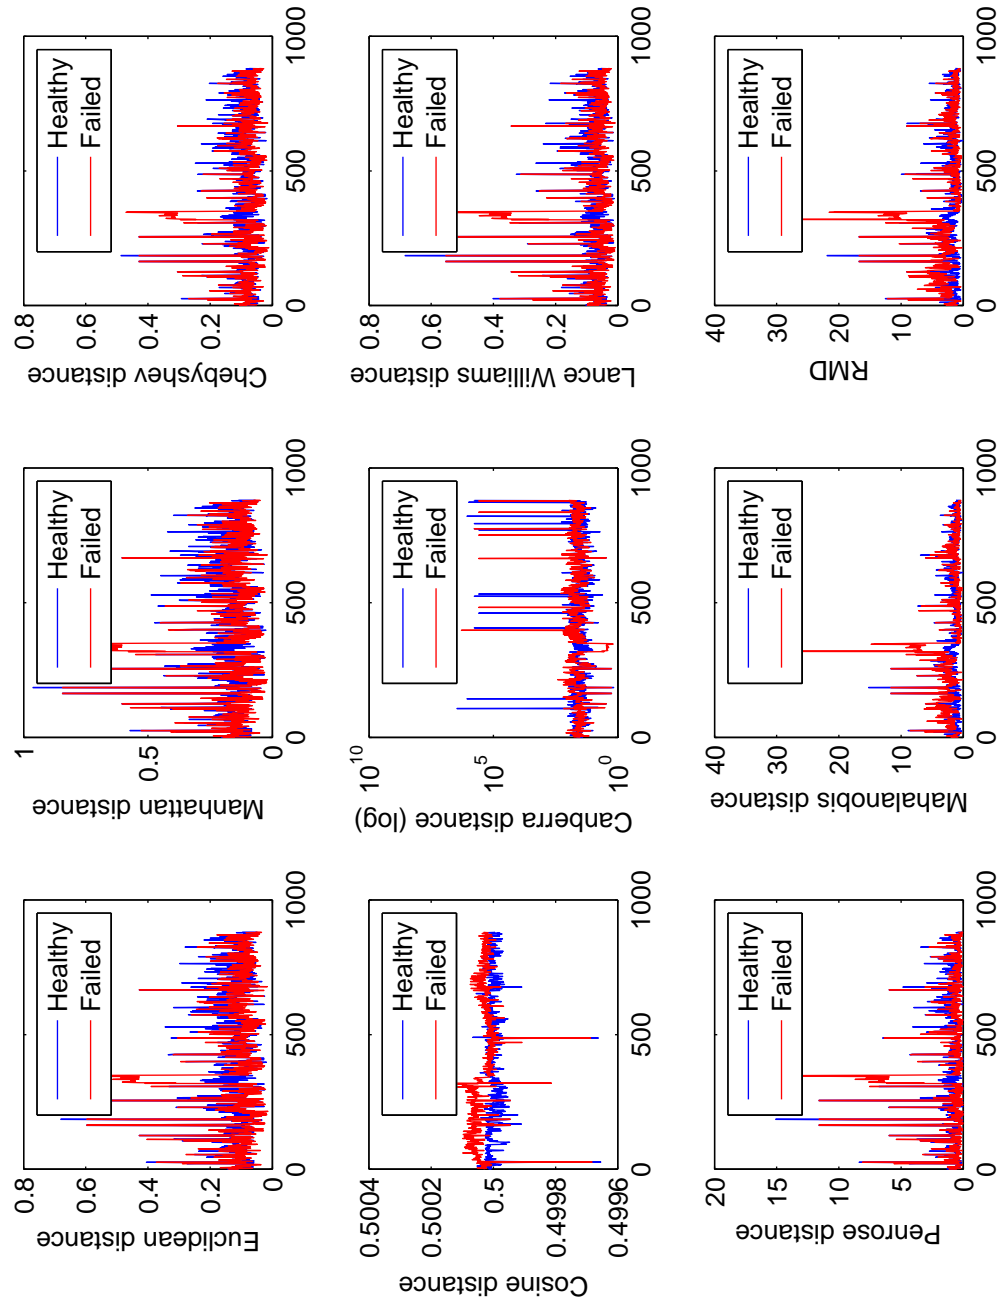 Euclidean distance
0.8
0.6
0.4
0.2
0
0
500
1000
Healthy
Failed
Manhattan distance
1
0.5
0
0
500
1000
Healthy
Failed
Chebyshev distance
0.8
0.6
0.4
0.2
0
0
500
1000
Healthy
Failed
Cosine distance
0.5004
0.5002
0.5
0.4998
0.4996
0
500
1000
Healthy
Failed
Canberra distance (log)
10^10
10^5
10^0
0
500
1000
Healthy
Failed
Lance Williams distance
0.8
0.6
0.4
0.2
0
0
500
1000
Healthy
Failed
Penrose distance
20
15
10
5
0
0
500
1000
Healthy
Failed
Mahalanobis distance
40
30
20
10
0
0
500
1000
Healthy
Failed
RMD
40
30
20
10
0
0
500
1000
Healthy
Failed